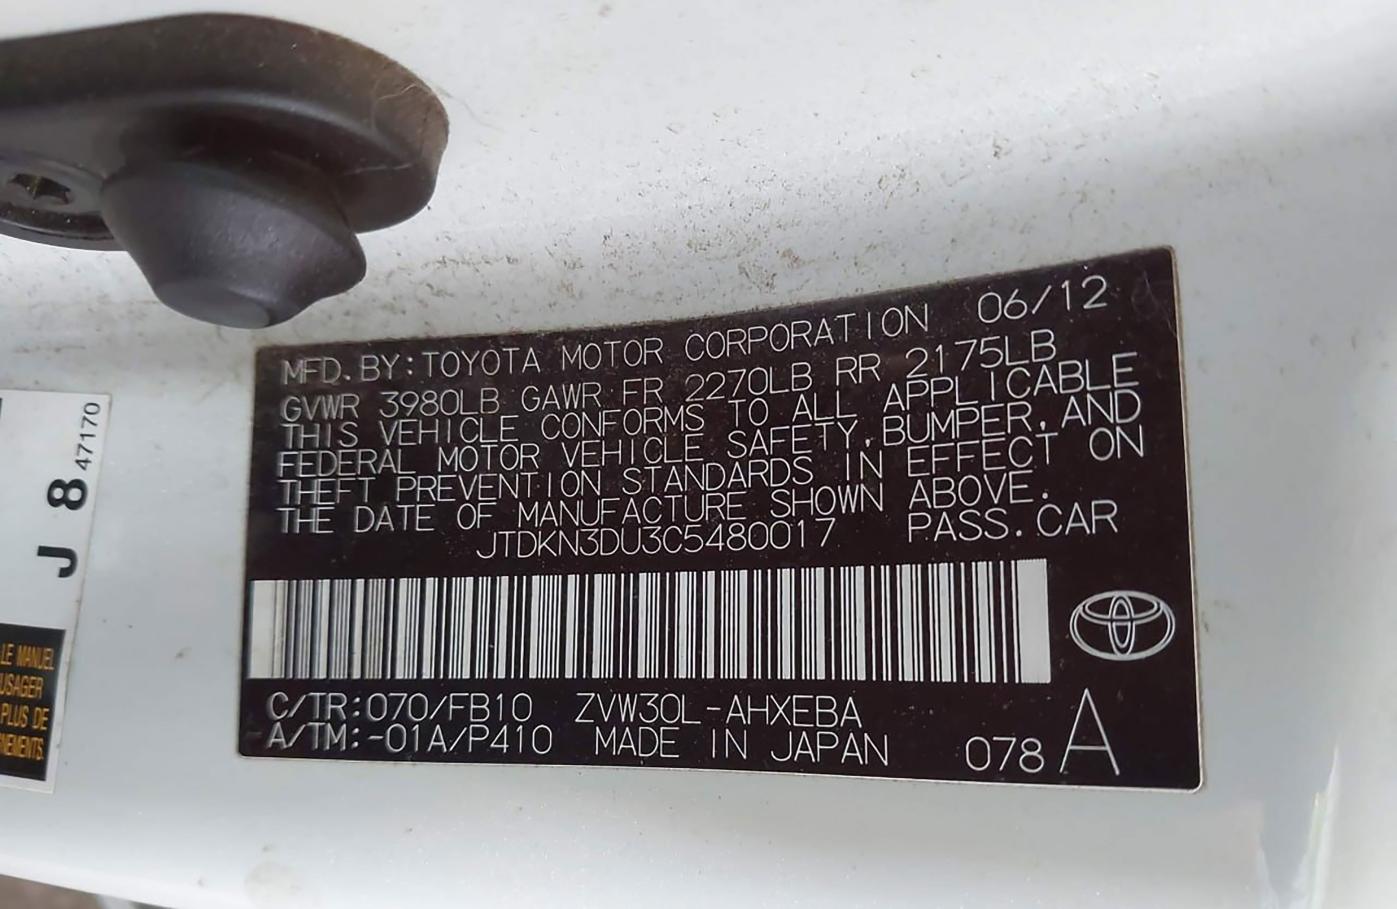 MFD. BY: TOYOTA MOTOR CORPORATION 06/12
GVWR 3980LB GAWR FR 2270LB RR 2175LB
THIS VEHICLE CONFORMS TO ALL APPLICABLE
FEDERAL MOTOR VEHICLE SAFETY, BUMPER, AND
THEFT PREVENTION STANDARDS IN EFFECT ON
THE DATE OF MANUFACTURE SHOWN ABOVE.
JTDKN3DU3C5480017 PASS. CAR
C/TR: 070/FB10 ZVW30L-AHXEBA
A/TM: -01A/P410 MADE IN JAPAN 078 A
J 8 47170
LE MANUEL
USAGER
PLUS DE